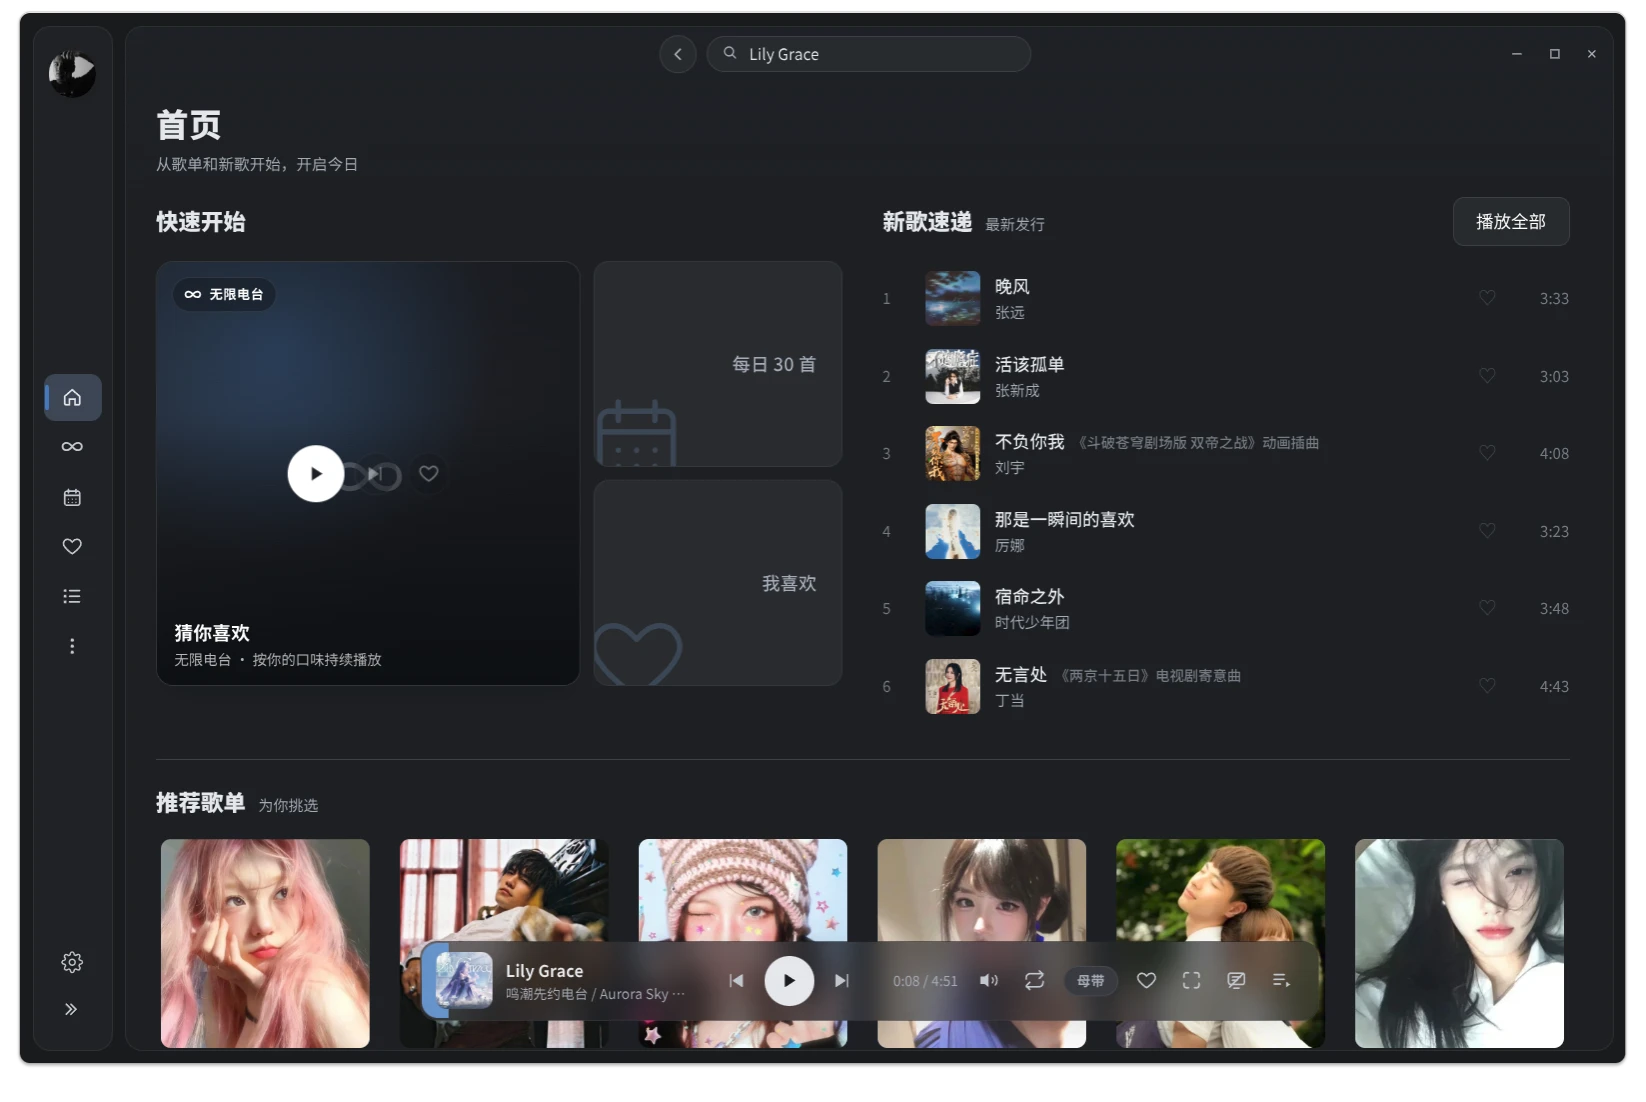 Lily Grace
首页
从歌单和新歌开始，开启今日
快速开始
无限电台
猜你喜欢
无限电台 · 按你的口味持续播放
每日 30 首
我喜欢
新歌速递 最新发行
播放全部
1 晚风 3:33
张远
2 活该孤单 3:03
张新成
3 不负你我 《斗破苍穹剧场版 双帝之战》动画插曲 4:08
刘宇
4 那是一瞬间的喜欢 3:23
厉娜
5 宿命之外 3:48
时代少年团
6 无言处 《两京十五日》电视剧寄意曲 4:43
丁当
推荐歌单 为你挑选
Lily Grace
鸣潮先约电台 / Aurora Sky ···
0:08 / 4:51
母带